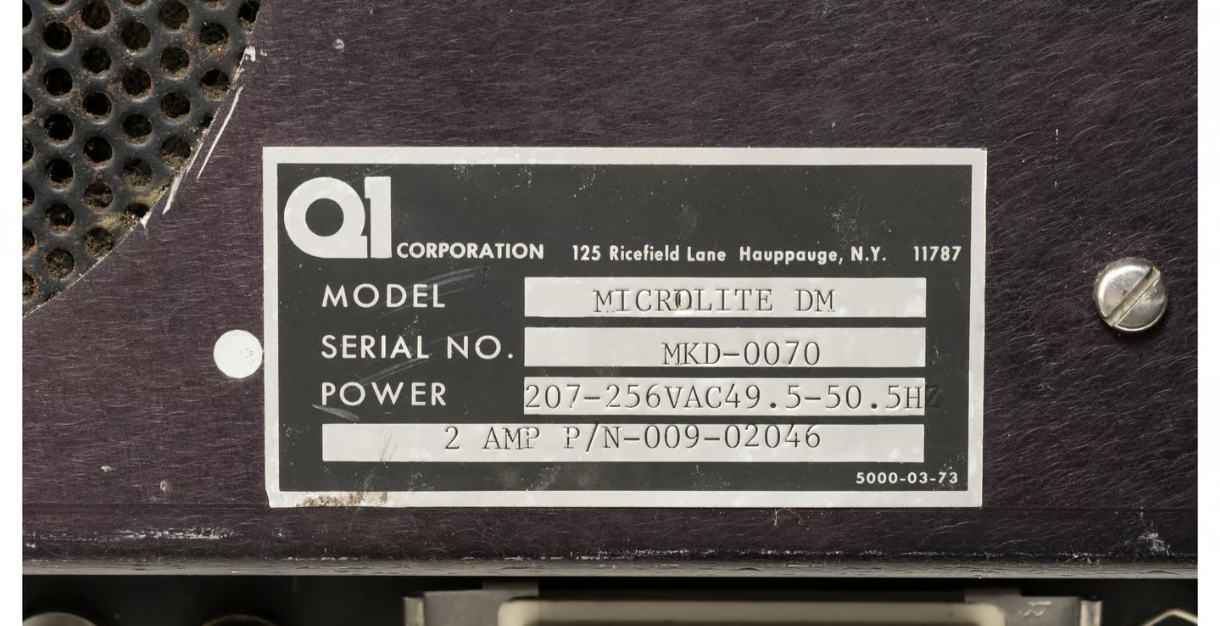 Q1 CORPORATION 125 Ricefield Lane Hauppauge, N.Y. 11787
MODEL MICROLITE DM
SERIAL NO. MKD-0070
POWER 207-256VAC49.5-50.5HZ
2 AMP P/N-009-02046
5000-03-73